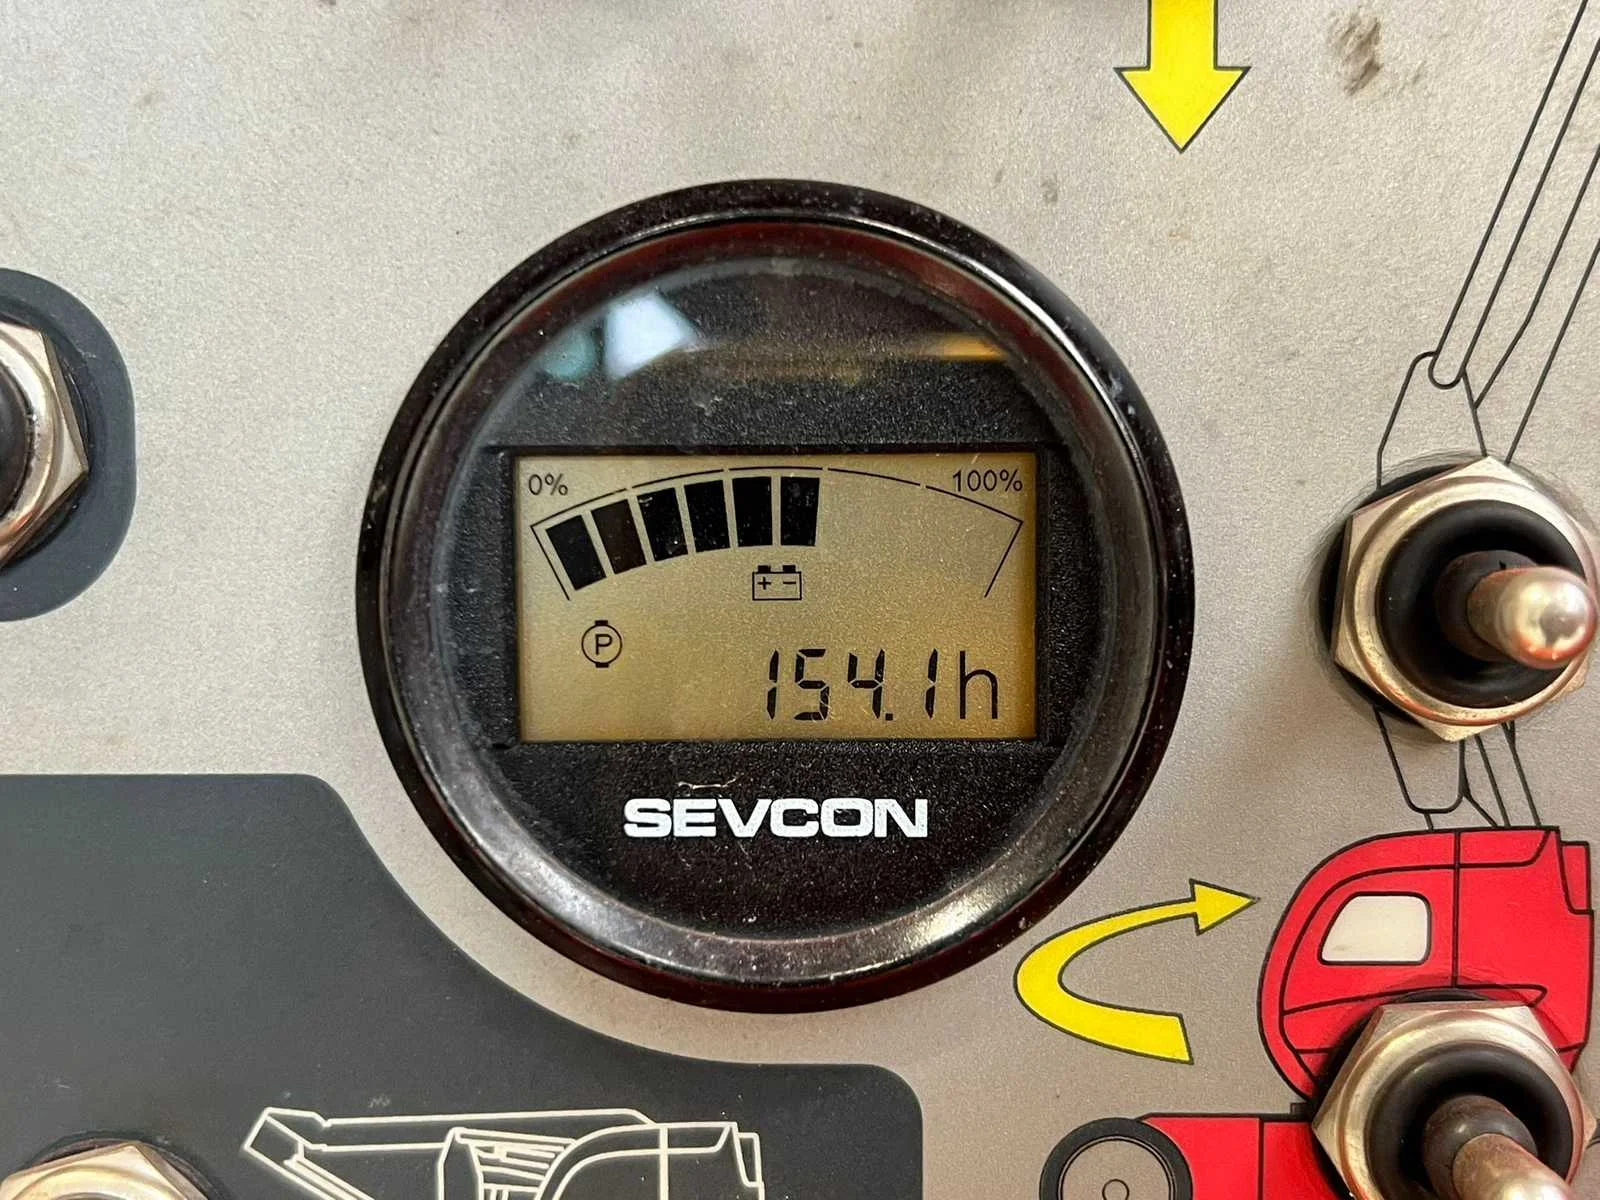 0% 100%
+ -
P
154.1h
SEVCON